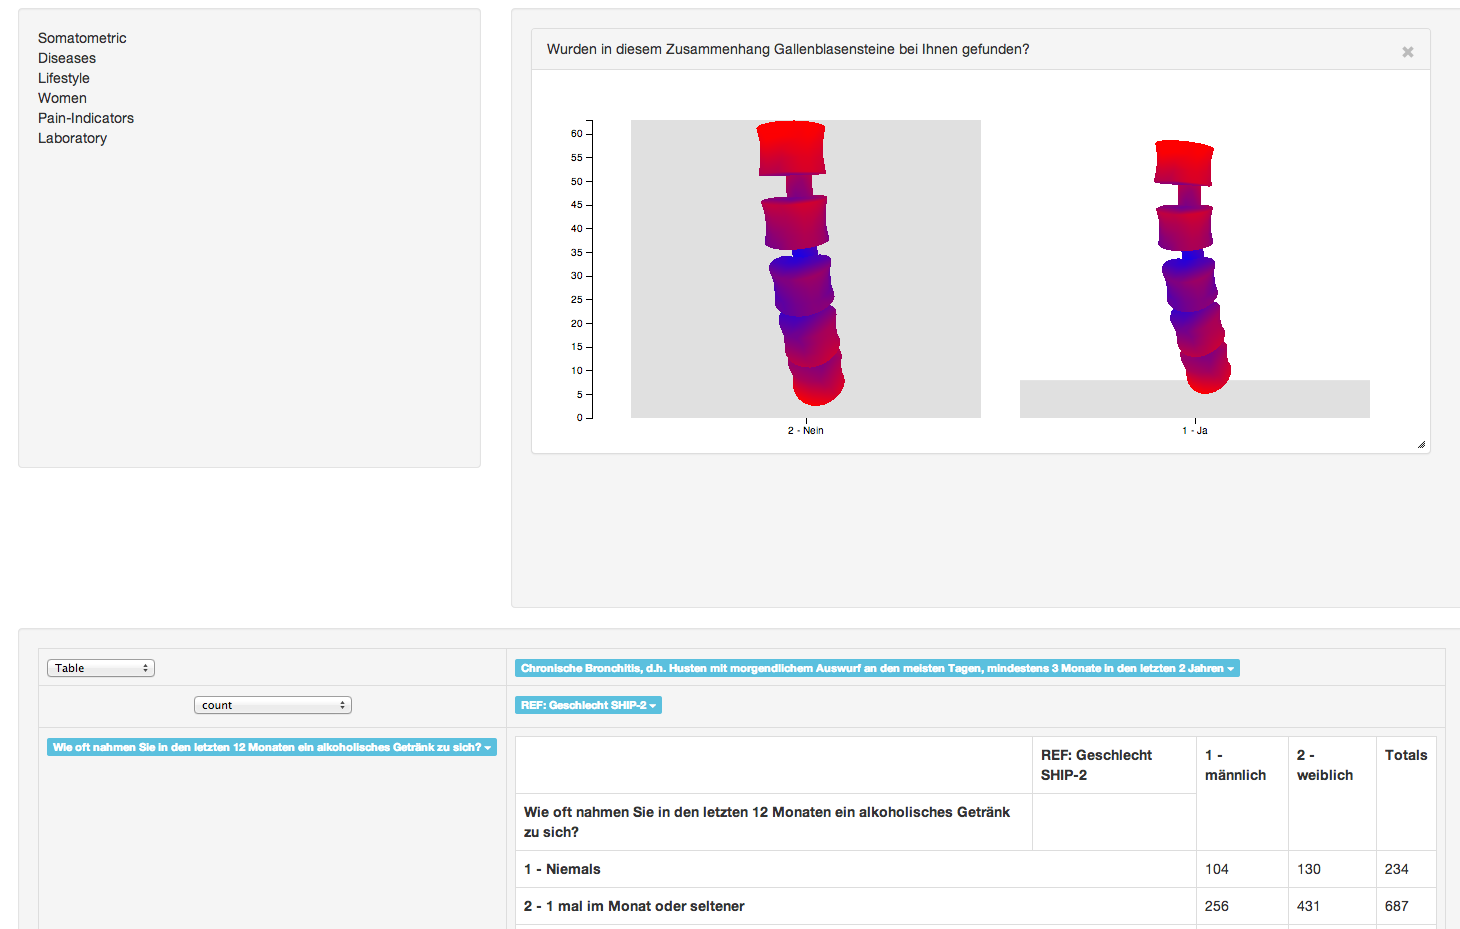 Somatometric
Diseases
Lifestyle
Women
Pain-Indicators
Laboratory
Wurden in diesem Zusammenhang Gallenblasensteine bei Ihnen gefunden?
60
55
50
45
40
35
30
25
20
15
10
5
0
2 - Nein
1 - Ja
Table
Chronische Bronchitis, d.h. Husten mit morgendlichem Auswurf an den meisten Tagen, mindestens 3 Monate in den letzten 2 Jahren
count
REF: Geschlecht SHIP-2
Wie oft nahmen Sie in den letzten 12 Monaten ein alkoholisches Getränk zu sich?
REF: Geschlecht
SHIP-2
1 -
männlich
2 -
weiblich
Totals
Wie oft nahmen Sie in den letzten 12 Monaten ein alkoholisches Getränk
zu sich?
1 - Niemals 104 130 234
2 - 1 mal im Monat oder seltener 256 431 687